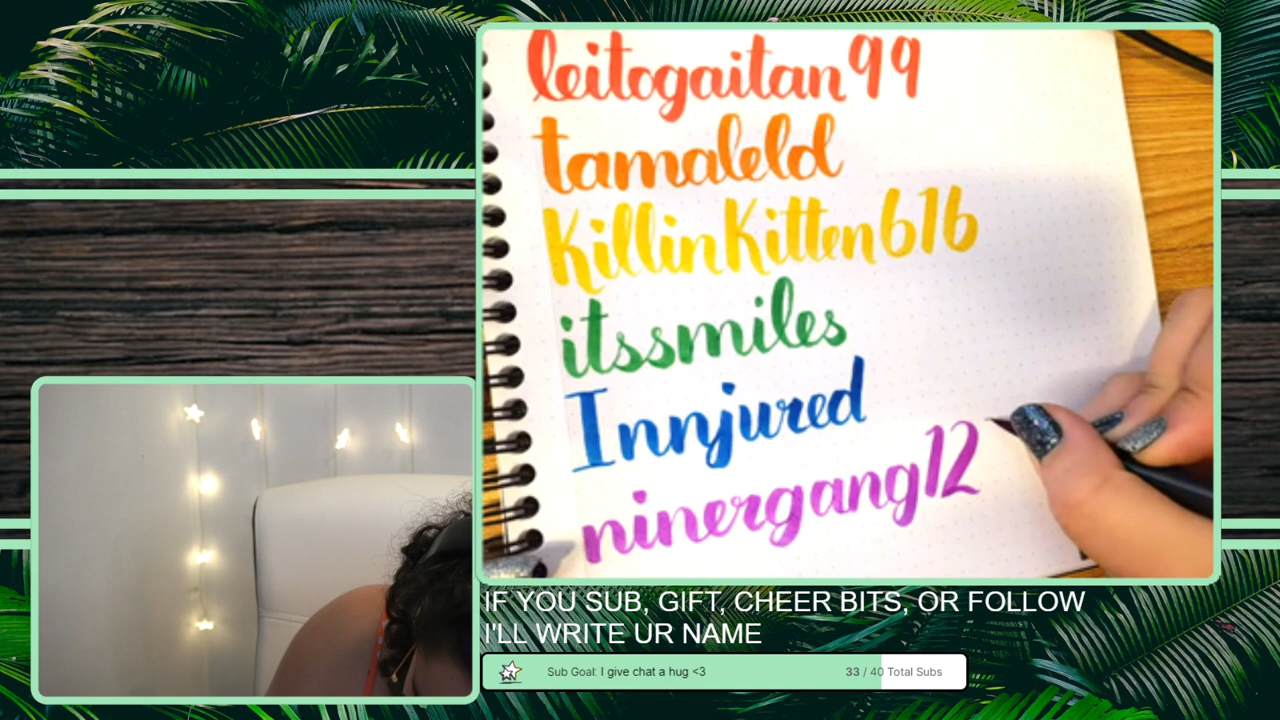 leitogaitan99
tamaleld
KillinKitten616
itssmiles
Innjured
ninergang12
IF YOU SUB, GIFT, CHEER BITS, OR FOLLOW
I'LL WRITE UR NAME
Sub Goal: I give chat a hug <3 33 / 40 Total Subs